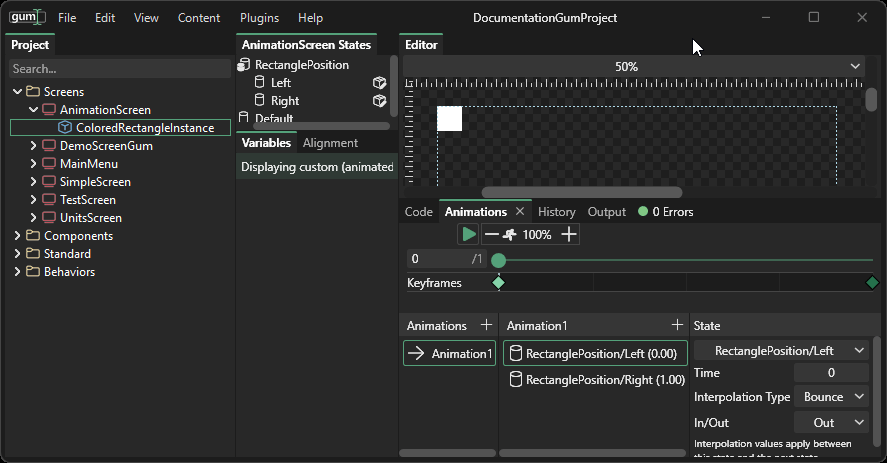 gum File Edit View Content Plugins Help DocumentationGumProject
Project
Search...
Screens
AnimationScreen
ColoredRectangleInstance
DemoScreenGum
MainMenu
SimpleScreen
TestScreen
UnitsScreen
Components
Standard
Behaviors
AnimationScreen States
RectanglePosition
Left
Right
Default
Variables Alignment
Displaying custom (animated
Editor
50%
Code Animations History Output 0 Errors
100%
0 /1
Keyframes
Animations
Animation1
Animation1
RectanglePosition/Left (0.00)
RectanglePosition/Right (1.00)
State
RectanglePosition/Left
Time 0
Interpolation Type Bounce
In/Out Out
Interpolation values apply between
this state and the next state